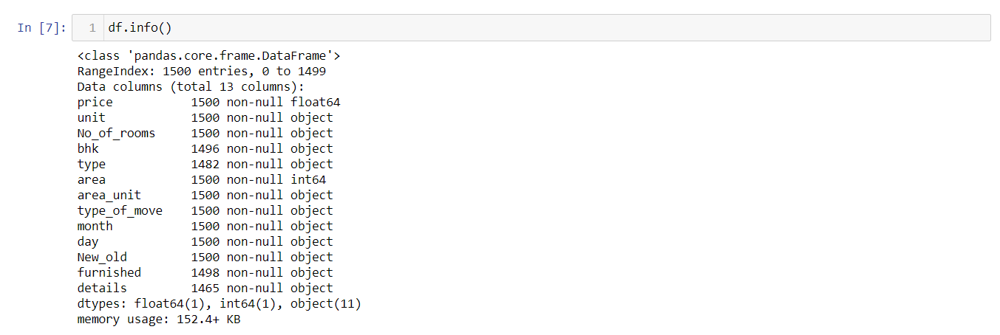 In [7]: 1 df.info()
<class 'pandas.core.frame.DataFrame'>
RangeIndex: 1500 entries, 0 to 1499
Data columns (total 13 columns):
price           1500 non-null float64
unit            1500 non-null object
No_of_rooms     1500 non-null object
bhk             1496 non-null object
type            1482 non-null object
area            1500 non-null int64
area_unit       1500 non-null object
type_of_move    1500 non-null object
month           1500 non-null object
day             1500 non-null object
New_old         1500 non-null object
furnished       1498 non-null object
details         1465 non-null object
dtypes: float64(1), int64(1), object(11)
memory usage: 152.4+ KB